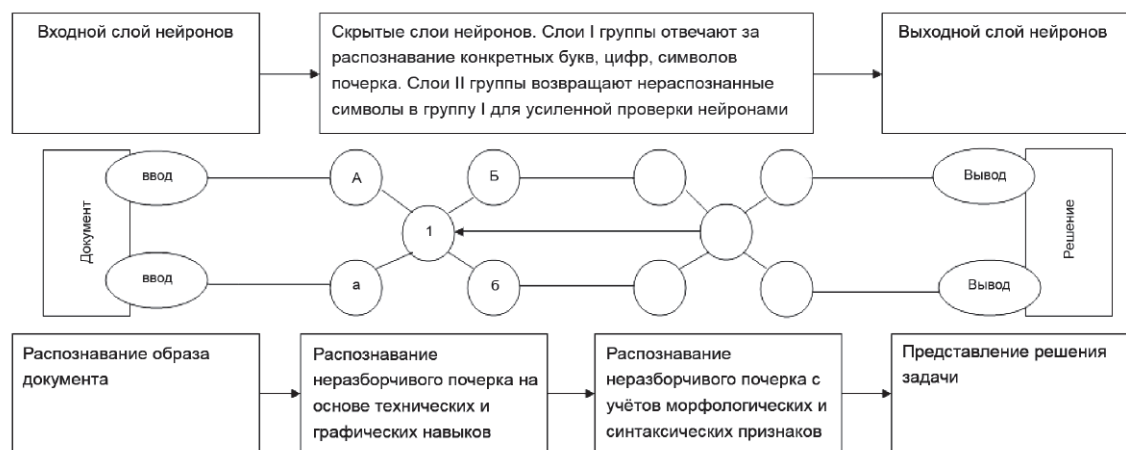 Входной слой нейронов
Скрытые слои нейронов. Слои I группы отвечают за
распознавание конкретных букв, цифр, символов
почерка. Слои II группы возвращают нераспознанные
символы в группу I для усиленной проверки нейронами
Выходной слой нейронов
Документ
ввод
А
Б
Вывод
1
ввод
а
б
Вывод
Решение
Распознавание образа
документа
Распознавание
неразборчивого почерка на
основе технических и
графических навыков
Распознавание
неразборчивого почерка с
учётов морфологических и
синтаксических признаков
Представление решения
задачи